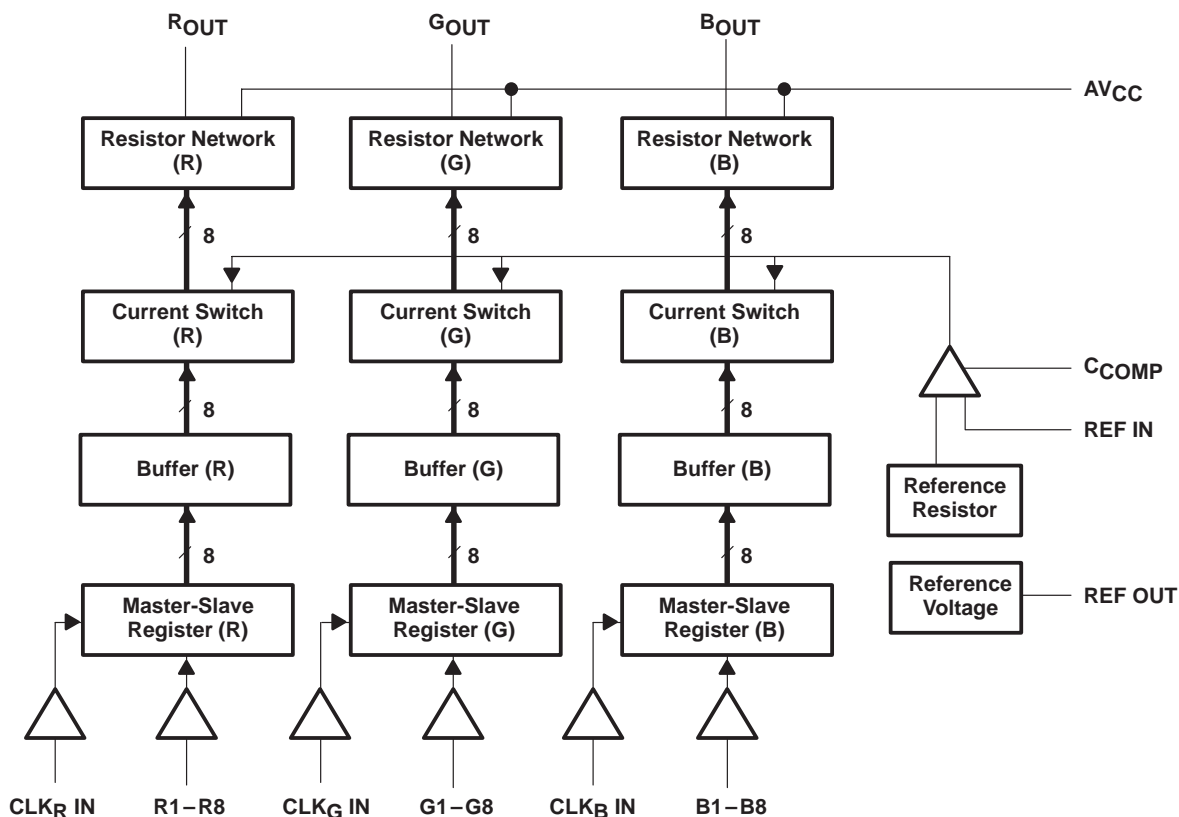 ROUT GOUT BOUT
AVCC
Resistor Network (R)
Resistor Network (G)
Resistor Network (B)
8 8 8
Current Switch (R)
Current Switch (G)
Current Switch (B)
CCOMP
8 8 8
REF IN
Buffer (R) Buffer (G) Buffer (B)
Reference Resistor
8 8 8
Master-Slave Register (R)
Master-Slave Register (G)
Master-Slave Register (B)
Reference Voltage
REF OUT
CLKR IN R1–R8 CLKG IN G1–G8 CLKB IN B1–B8